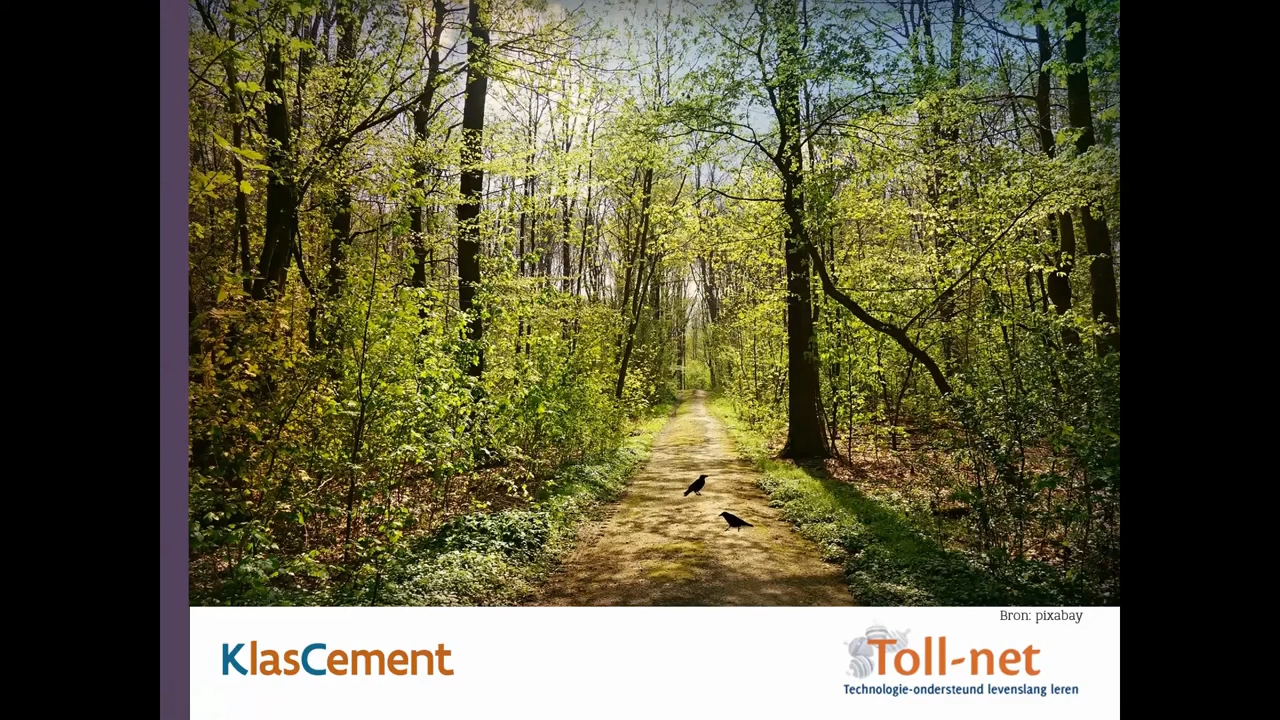 Bron: pixabay
KlasCement
Toll-net
Technologie-ondersteund levenslang leren